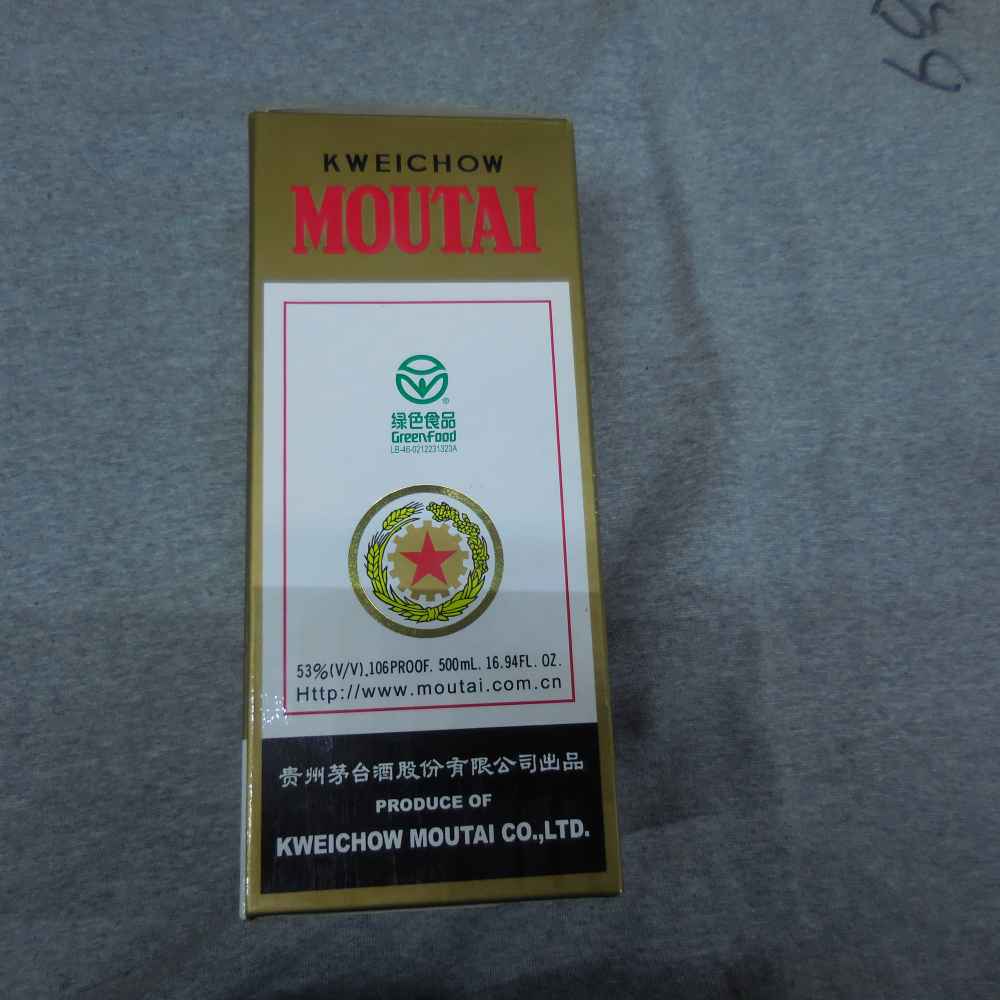 KWEICHOW
MOUTAI
绿色食品
GreenFood
LB-46-0212231323A
53%(V/V).106PROOF. 500mL. 16.94FL. OZ.
Http://www.moutai.com.cn
贵州茅台酒股份有限公司出品
PRODUCE OF
KWEICHOW MOUTAI CO.,LTD.